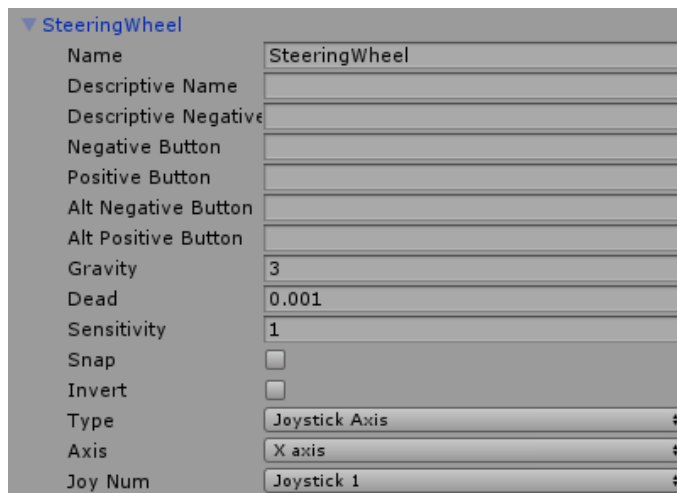 SteeringWheel
Name SteeringWheel
Descriptive Name
Descriptive Negative
Negative Button
Positive Button
Alt Negative Button
Alt Positive Button
Gravity 3
Dead 0.001
Sensitivity 1
Snap
Invert
Type Joystick Axis
Axis X axis
Joy Num Joystick 1